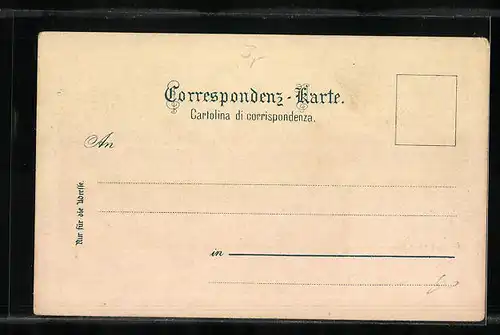 Correspondenz-Karte.
Cartolina di corrispondenza.
An
Nur für die Adresse.
in